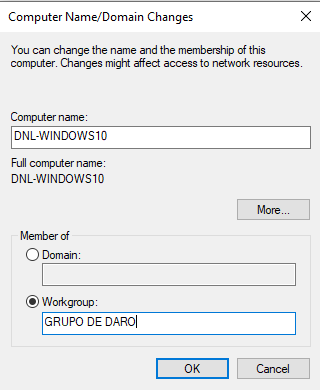 Computer Name/Domain Changes
You can change the name and the membership of this
computer. Changes might affect access to network resources.
Computer name:
DNL-WINDOWS10
Full computer name:
DNL-WINDOWS10
More...
Member of
Domain:
Workgroup:
GRUPO DE DARO
OK
Cancel